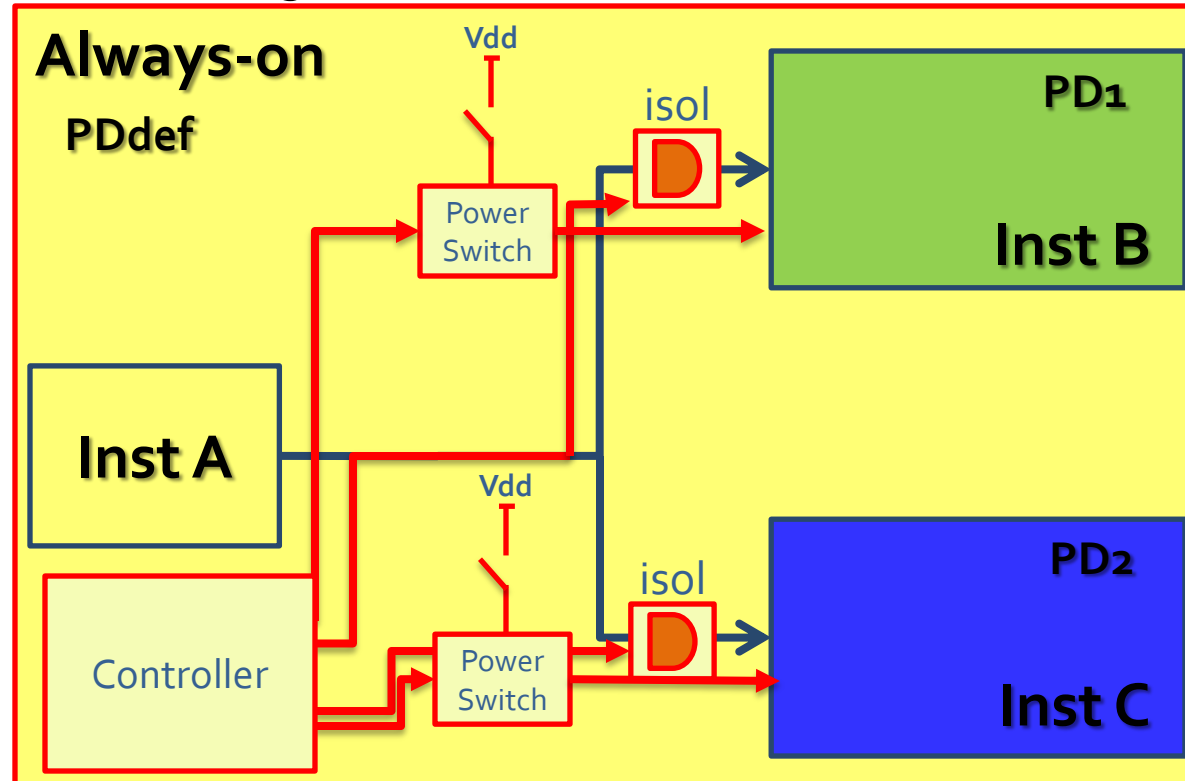 Always-on
PDdef
Vdd
isol
PD1
Power
Switch
Inst B
Inst A
Vdd
isol
PD2
Controller
Power
Switch
Inst C